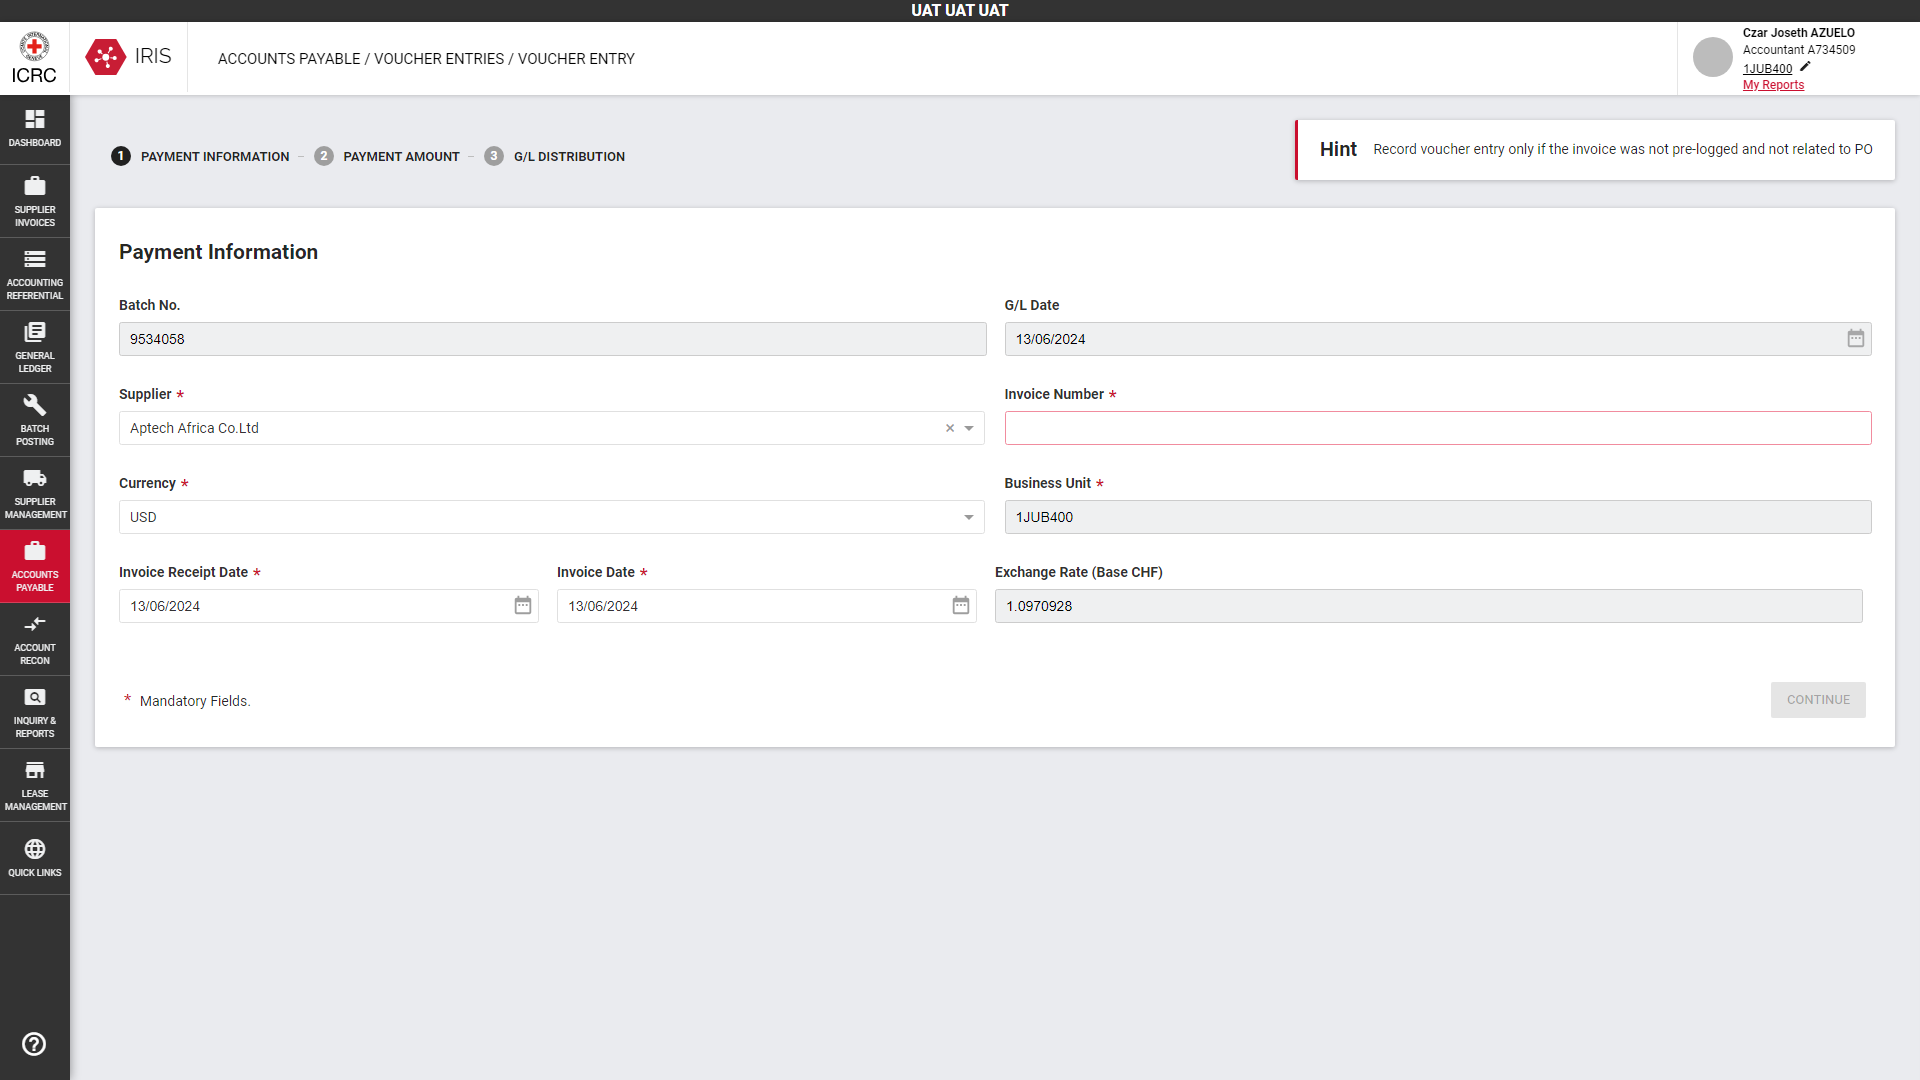 UAT UAT UAT
ICRC
IRIS
ACCOUNTS PAYABLE / VOUCHER ENTRIES / VOUCHER ENTRY
Czar Joseth AZUELO
Accountant A734509
1JUB400
My Reports
DASHBOARD
SUPPLIER
INVOICES
ACCOUNTING
REFERENTIAL
GENERAL
LEDGER
BATCH
POSTING
SUPPLIER
MANAGEMENT
ACCOUNTS
PAYABLE
ACCOUNT
RECON
INQUIRY &
REPORTS
LEASE
MANAGEMENT
QUICK LINKS
1 PAYMENT INFORMATION – 2 PAYMENT AMOUNT – 3 G/L DISTRIBUTION
Hint Record voucher entry only if the invoice was not pre-logged and not related to PO
Payment Information
Batch No.
9534058
G/L Date
13/06/2024
Supplier *
Aptech Africa Co.Ltd
Invoice Number *
Currency *
USD
Business Unit *
1JUB400
Invoice Receipt Date *
13/06/2024
Invoice Date *
13/06/2024
Exchange Rate (Base CHF)
1.0970928
* Mandatory Fields.
CONTINUE